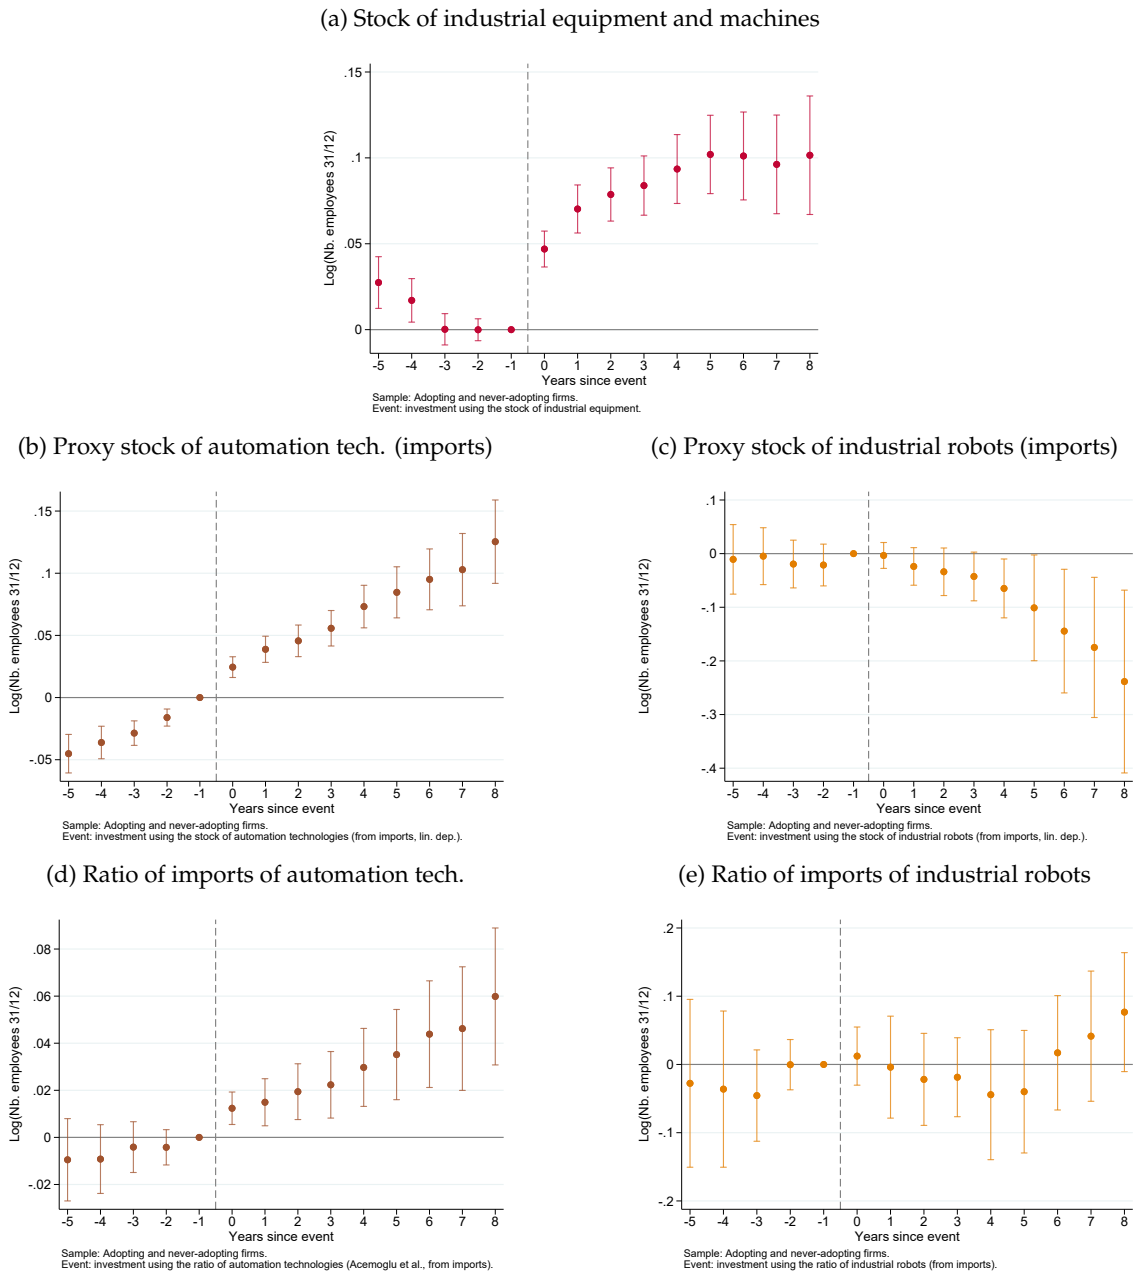 (a) Stock of industrial equipment and machines
Log(Nb. employees 31/12)
.15
.1
.05
0
-5 -4 -3 -2 -1 0 1 2 3 4 5 6 7 8
Years since event
Sample: Adopting and never-adopting firms.
Event: investment using the stock of industrial equipment.
(b) Proxy stock of automation tech. (imports)
Log(Nb. employees 31/12)
.15
.1
.05
0
-.05
-5 -4 -3 -2 -1 0 1 2 3 4 5 6 7 8
Years since event
Sample: Adopting and never-adopting firms.
Event: investment using the stock of automation technologies (from imports, lin. dep.).
(c) Proxy stock of industrial robots (imports)
Log(Nb. employees 31/12)
.1
0
-.1
-.2
-.3
-.4
-5 -4 -3 -2 -1 0 1 2 3 4 5 6 7 8
Years since event
Sample: Adopting and never-adopting firms.
Event: investment using the stock of industrial robots (from imports, lin. dep.).
(d) Ratio of imports of automation tech.
Log(Nb. employees 31/12)
.08
.06
.04
.02
0
-.02
-5 -4 -3 -2 -1 0 1 2 3 4 5 6 7 8
Years since event
Sample: Adopting and never-adopting firms.
Event: investment using the ratio of automation technologies (Acemoglu et al., from imports).
(e) Ratio of imports of industrial robots
Log(Nb. employees 31/12)
.2
.1
0
-.1
-.2
-5 -4 -3 -2 -1 0 1 2 3 4 5 6 7 8
Years since event
Sample: Adopting and never-adopting firms.
Event: investment using the ratio of industrial robots (from imports).